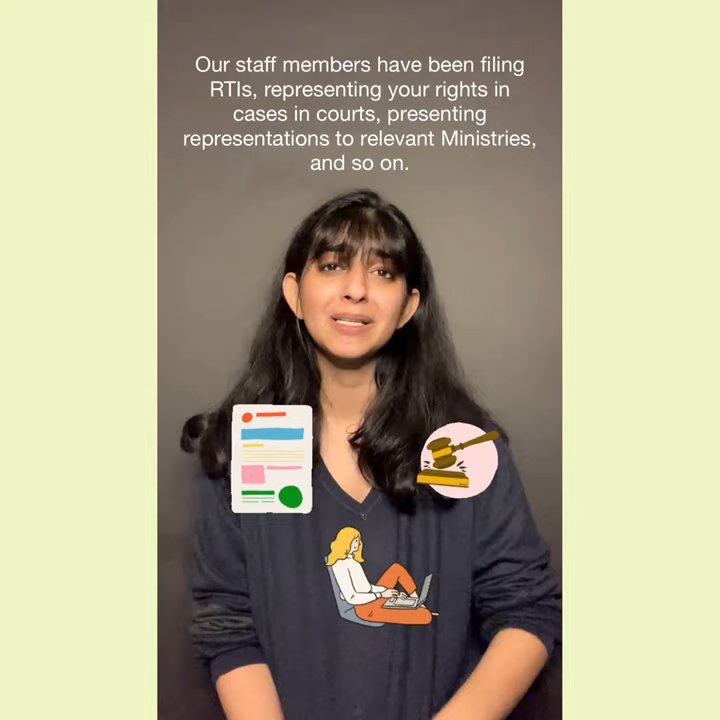 Our staff members have been filing
RTIs, representing your rights in
cases in courts, presenting
representations to relevant Ministries,
and so on.